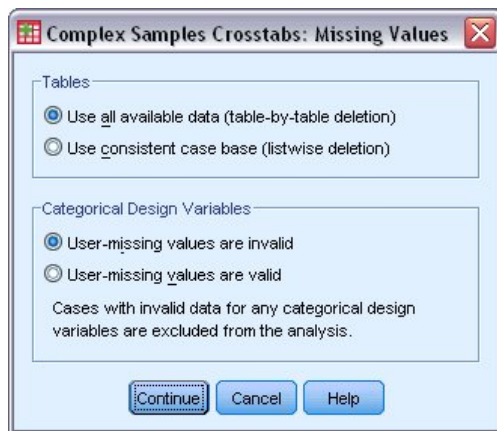 Complex Samples Crosstabs: Missing Values
Tables
Use all available data (table-by-table deletion)
Use consistent case base (listwise deletion)
Categorical Design Variables
User-missing values are invalid
User-missing values are valid
Cases with invalid data for any categorical design
variables are excluded from the analysis.
Continue Cancel Help